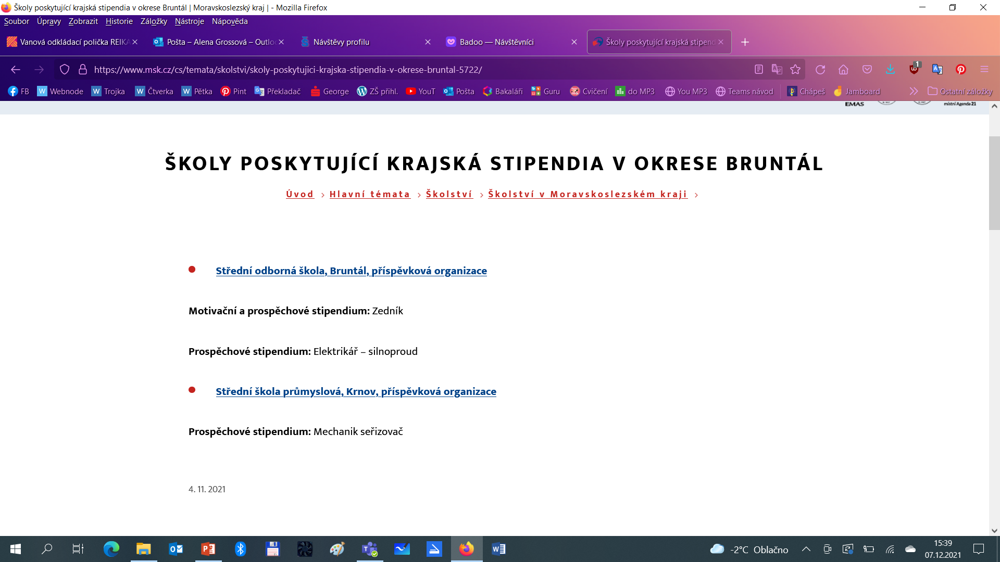 Školy poskytující krajská stipendia v okrese Bruntál | Moravskoslezský kraj | - Mozilla Firefox
Soubor Úpravy Zobrazit Historie Záložky Nástroje Nápověda
Vanová odkládací polička REIKA Pošta – Alena Grossová – Outlo Návštěvy profilu Badoo — Návštěvníci Školy poskytující krajská stipend
https://www.msk.cz/cs/temata/skolstvi/skoly-poskytujici-krajska-stipendia-v-okrese-bruntal-5722/ 1
FB Webnode Trojka Čtverka Pětka Pint Překladač George ZŠ přihl. YouT Pošta Bakaláři Guru Cvičení do MP3 You MP3 Teams návod Chápeš Jamboard Ostatní záložky
EMAS místní Agenda 21
ŠKOLY POSKYTUJÍCÍ KRAJSKÁ STIPENDIA V OKRESE BRUNTÁL
Úvod > Hlavní témata > Školství > Školství v Moravskoslezském kraji >
Střední odborná škola, Bruntál, příspěvková organizace
Motivační a prospěchové stipendium: Zedník
Prospěchové stipendium: Elektrikář – silnoproud
Střední škola průmyslová, Krnov, příspěvková organizace
Prospěchové stipendium: Mechanik seřizovač
4. 11. 2021
-2°C Oblačno
15:39
07.12.2021